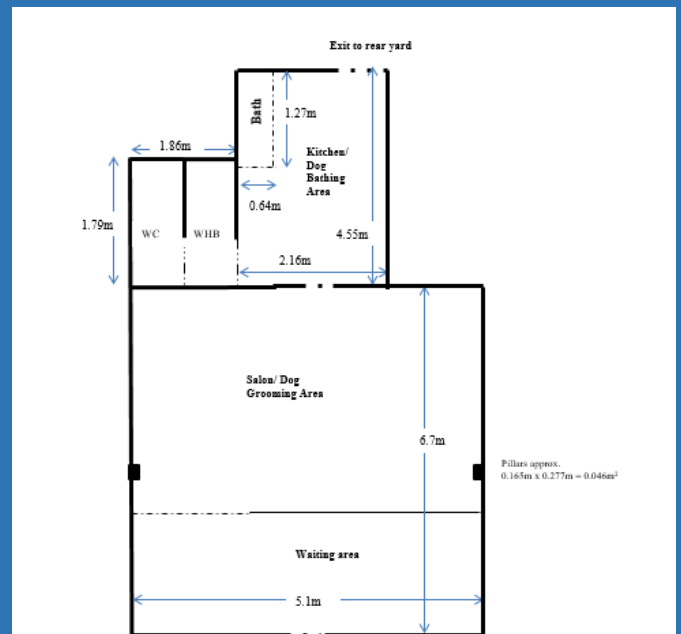 Exit to rear yard
Bath
1.27m
1.86m
Kitchen/
Dog
Bathing
Area
0.64m
1.79m
WC
WHB
4.55m
2.16m
Salon/ Dog
Grooming Area
6.7m
Pillars approx.
0.165m x 0.277m = 0.046m²
Waiting area
5.1m